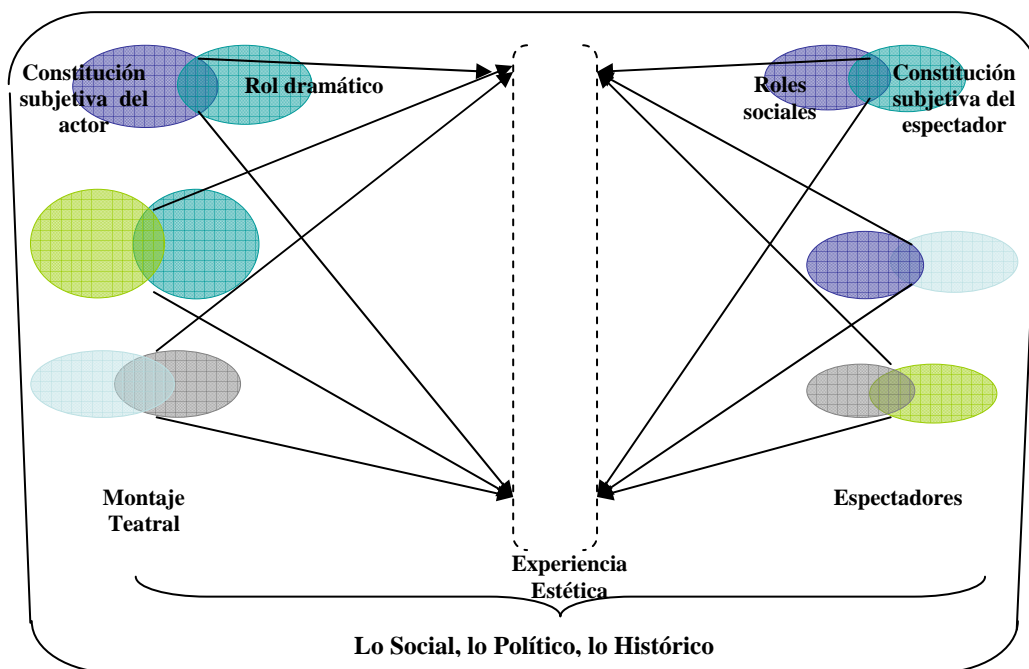 Constitución
subjetiva del
actor
Rol dramático
Roles
sociales
Constitución
subjetiva del
espectador
Montaje
Teatral
Espectadores
Experiencia
Estética
Lo Social, lo Político, lo Histórico